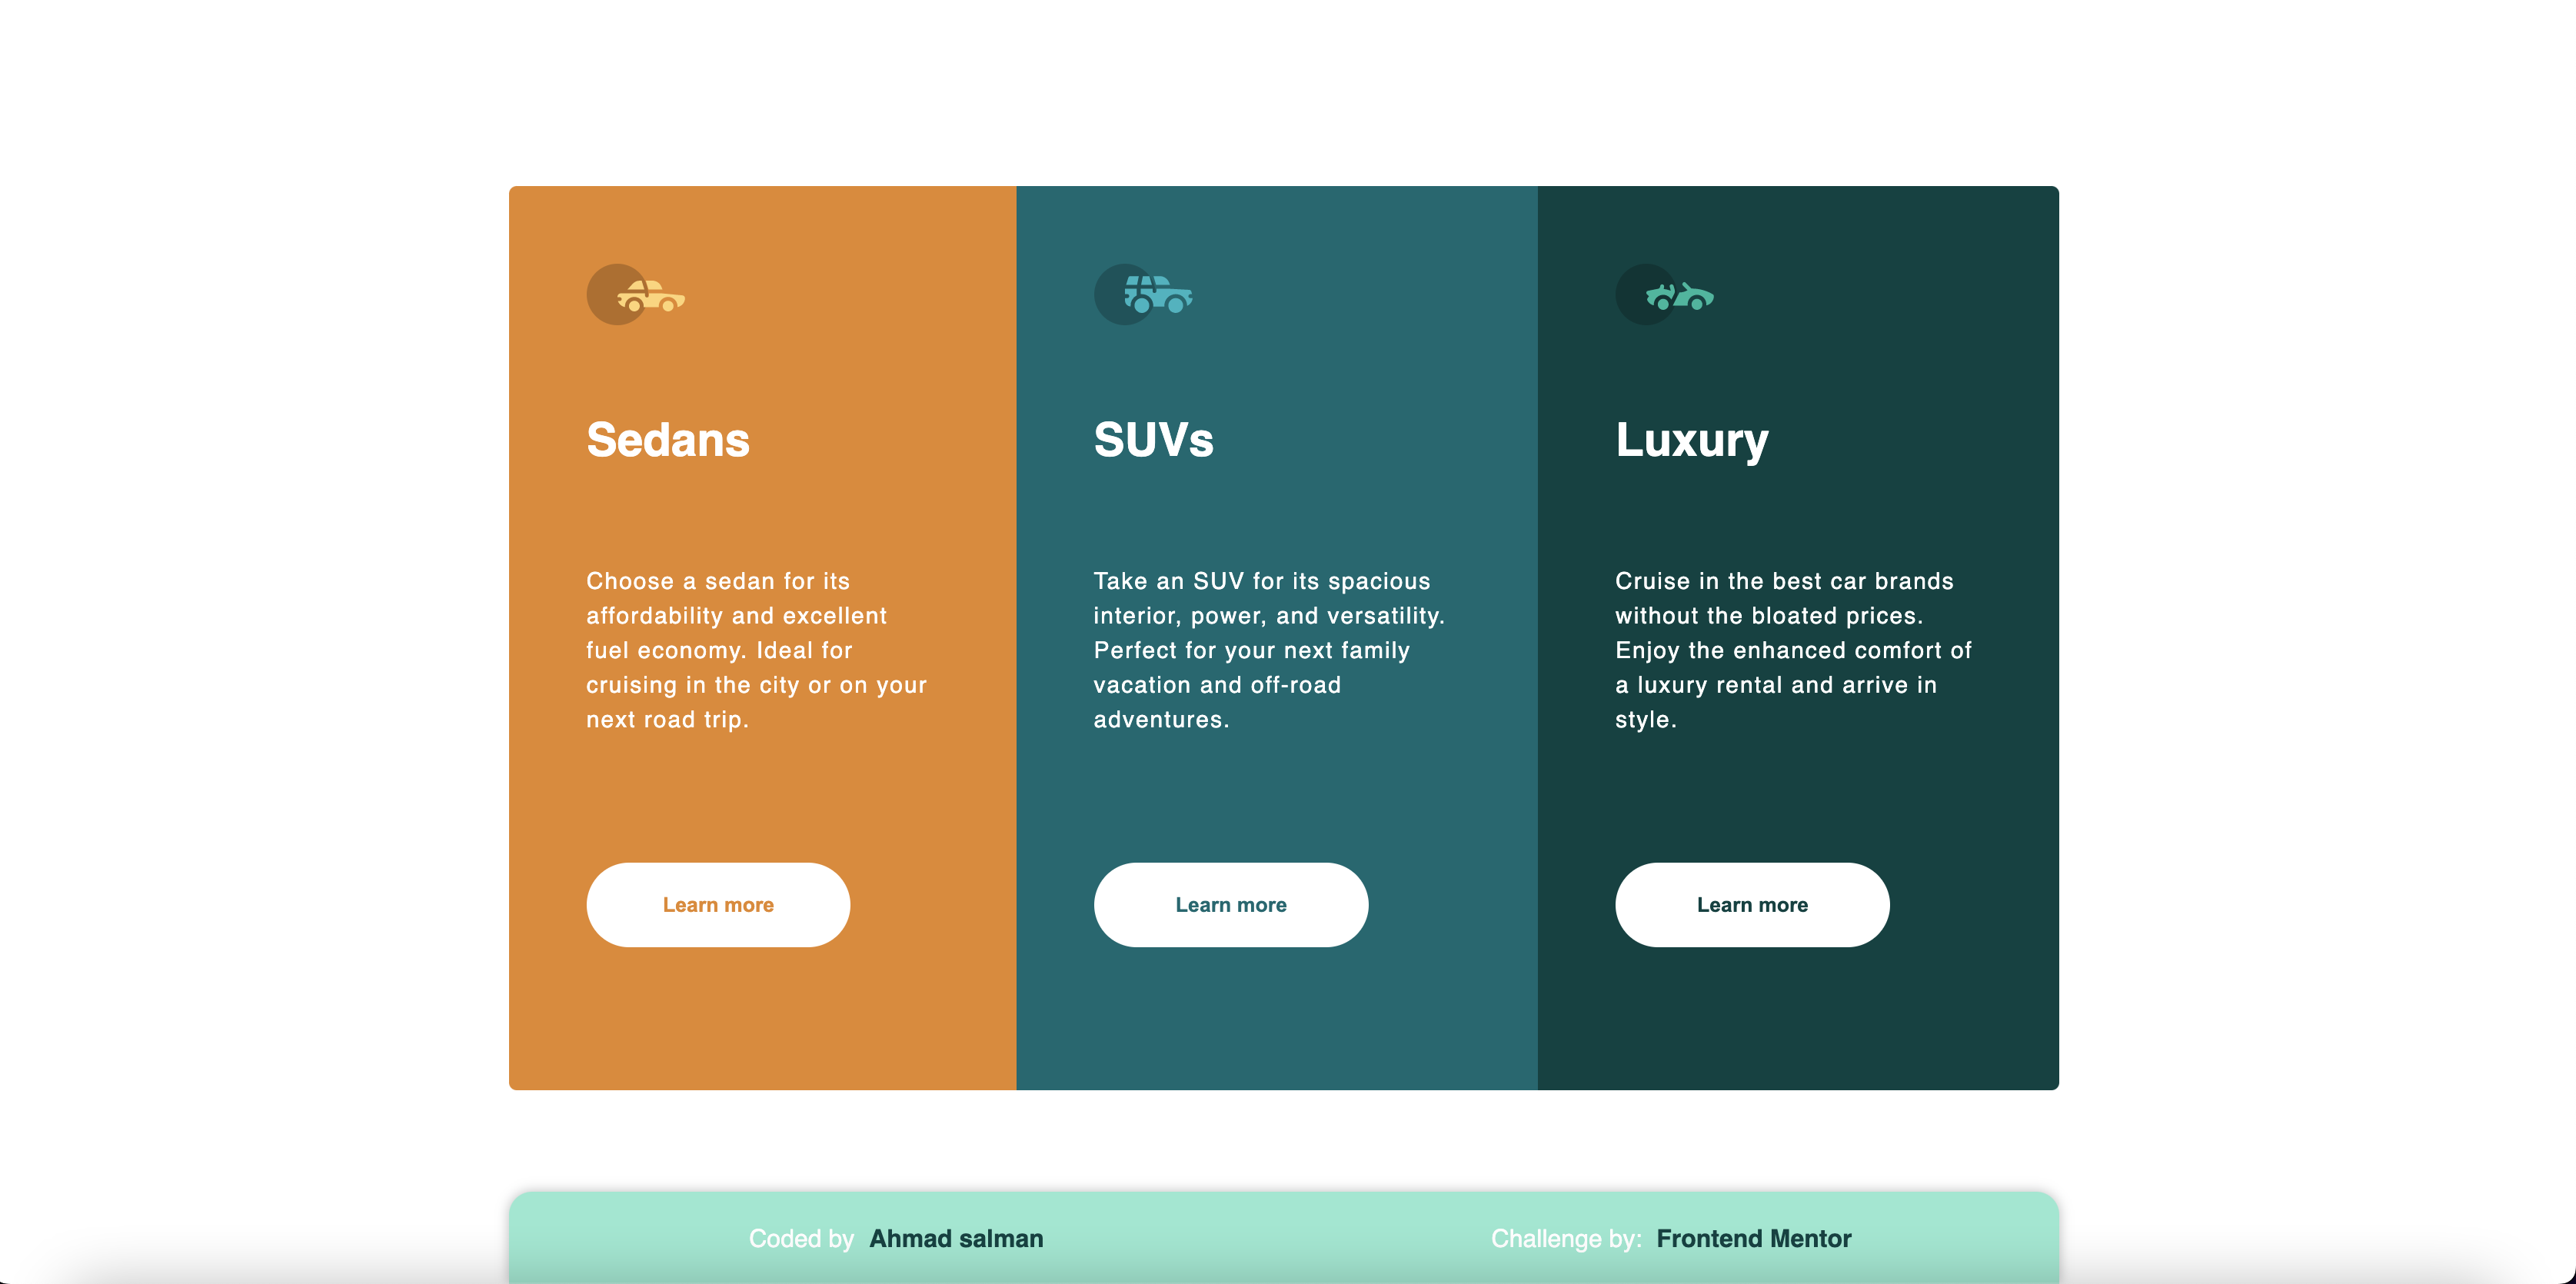 Sedans
Choose a sedan for its
affordability and excellent
fuel economy. Ideal for
cruising in the city or on your
next road trip.
Learn more
SUVs
Take an SUV for its spacious
interior, power, and versatility.
Perfect for your next family
vacation and off-road
adventures.
Learn more
Luxury
Cruise in the best car brands
without the bloated prices.
Enjoy the enhanced comfort of
a luxury rental and arrive in
style.
Learn more
Coded by Ahmad salman
Challenge by: Frontend Mentor